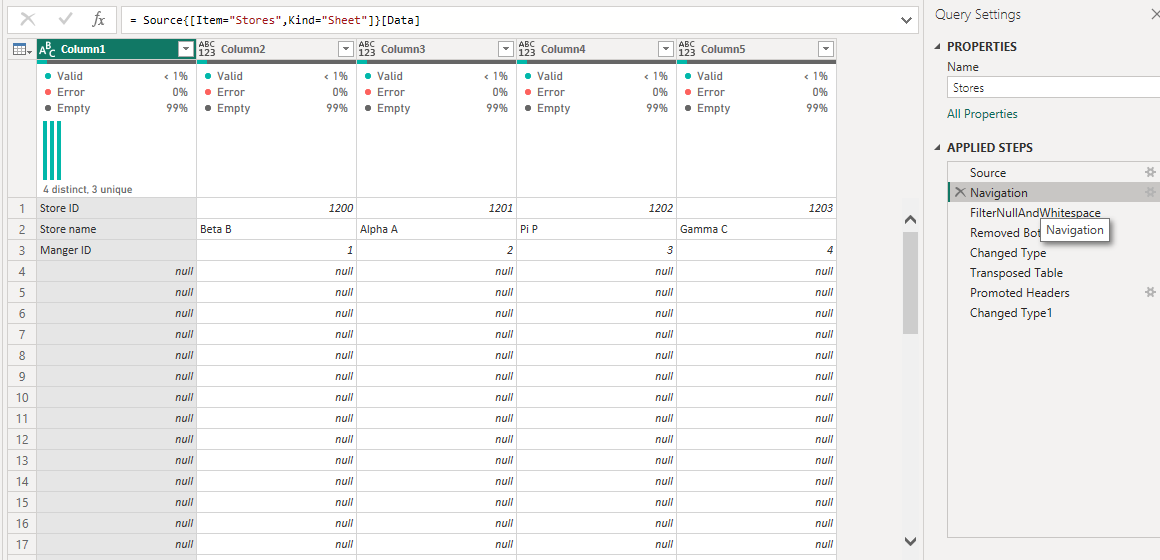 fx = Source{[Item="Stores",Kind="Sheet"]}[Data]
ABC Column1 ABC 123 Column2 ABC 123 Column3 ABC 123 Column4 ABC 123 Column5
Valid < 1% Valid < 1% Valid < 1% Valid < 1% Valid < 1%
Error 0% Error 0% Error 0% Error 0% Error 0%
Empty 99% Empty 99% Empty 99% Empty 99% Empty 99%
4 distinct, 3 unique
1 Store ID 1200 1201 1202 1203
2 Store name Beta B Alpha A Pi P Gamma C
3 Manger ID 1 2 3 4
4 null null null null null
5 null null null null null
6 null null null null null
7 null null null null null
8 null null null null null
9 null null null null null
10 null null null null null
11 null null null null null
12 null null null null null
13 null null null null null
14 null null null null null
15 null null null null null
16 null null null null null
17 null null null null null
Query Settings
PROPERTIES
Name
Stores
All Properties
APPLIED STEPS
Source
Navigation
FilterNullAndWhitespace
Removed Bot
Navigation
Changed Type
Transposed Table
Promoted Headers
Changed Type1